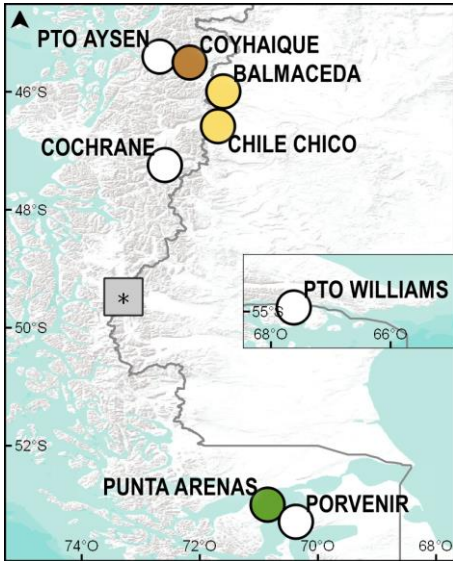 PTO AYSEN
COYHAIQUE
BALMACEDA
46°S
CHILE CHICO
COCHRANE
48°S
*
PTO WILLIAMS
55°S
68°O
66°O
50°S
52°S
PUNTA ARENAS
PORVENIR
74°O
72°O
70°O
68°O